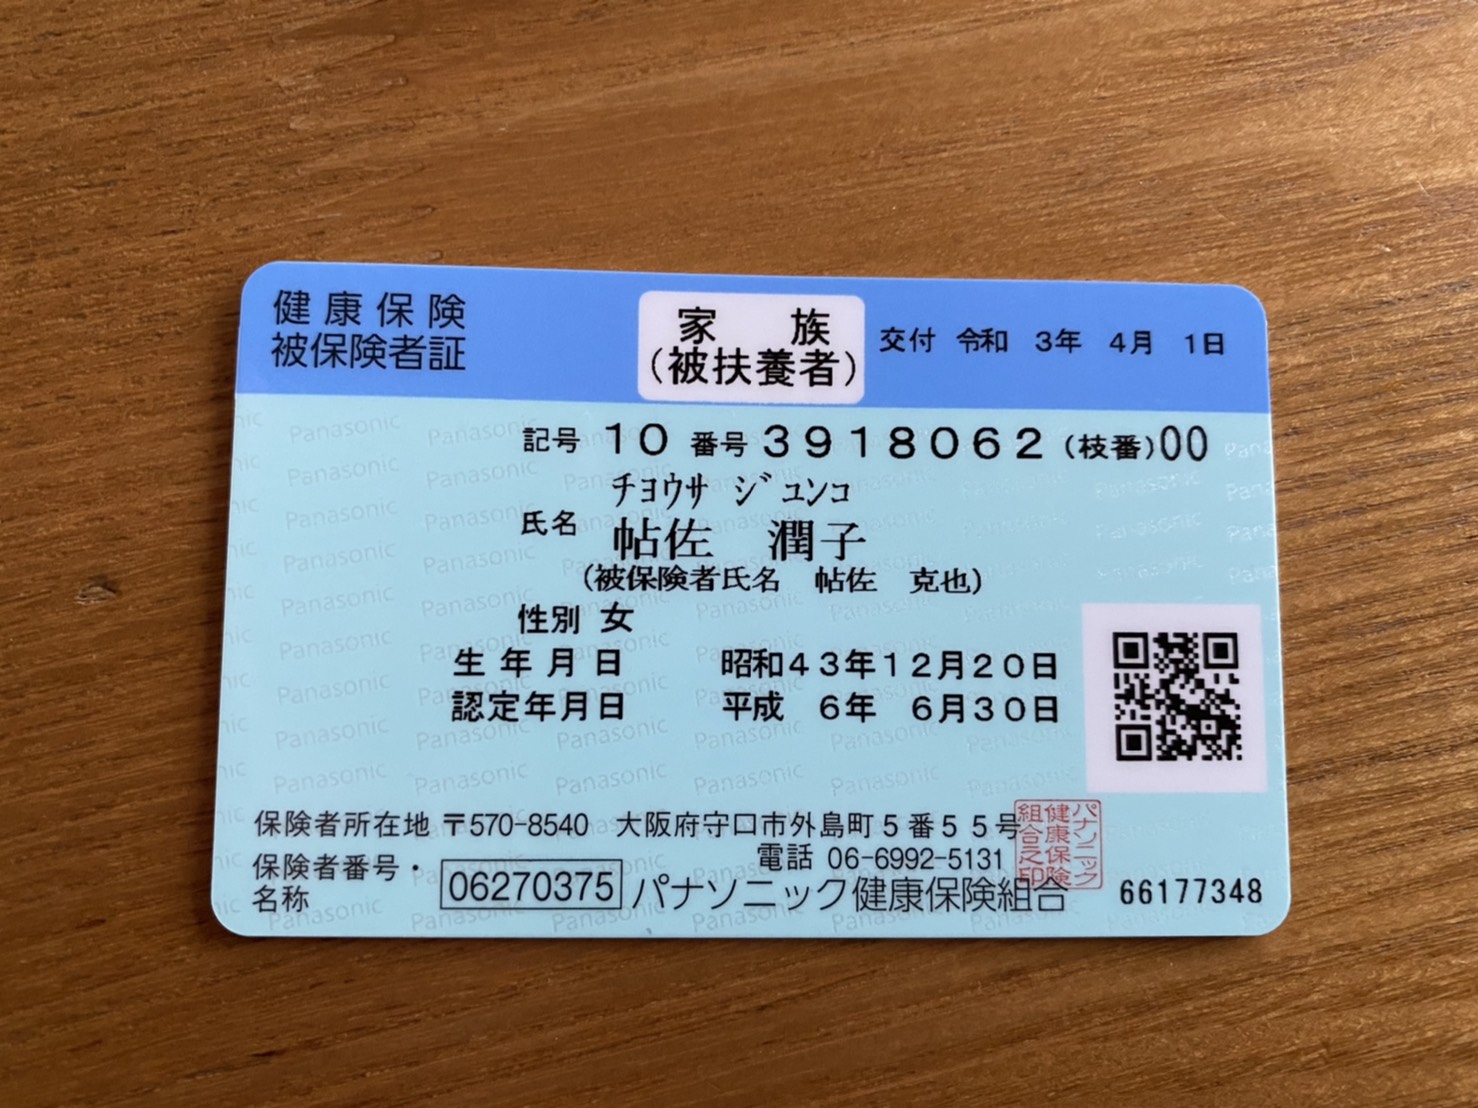 健康保険
被保険者証
家族
(被扶養者)
交付 令和 3年 4月 1日
記号 10 番号 3918062 (枝番)00
ﾁﾖｳｻ ｼﾞﾕﾝｺ
氏名 帖佐 潤子
(被保険者氏名 帖佐 克也)
性別 女
生年月日 昭和43年12月20日
認定年月日 平成 6年 6月30日
保険者所在地 〒570-8540 大阪府守口市外島町5番55号
電話 06-6992-5131
保険者番号・名称 06270375 パナソニック健康保険組合
パナソニック健康保険組合之印
66177348
Panasonic